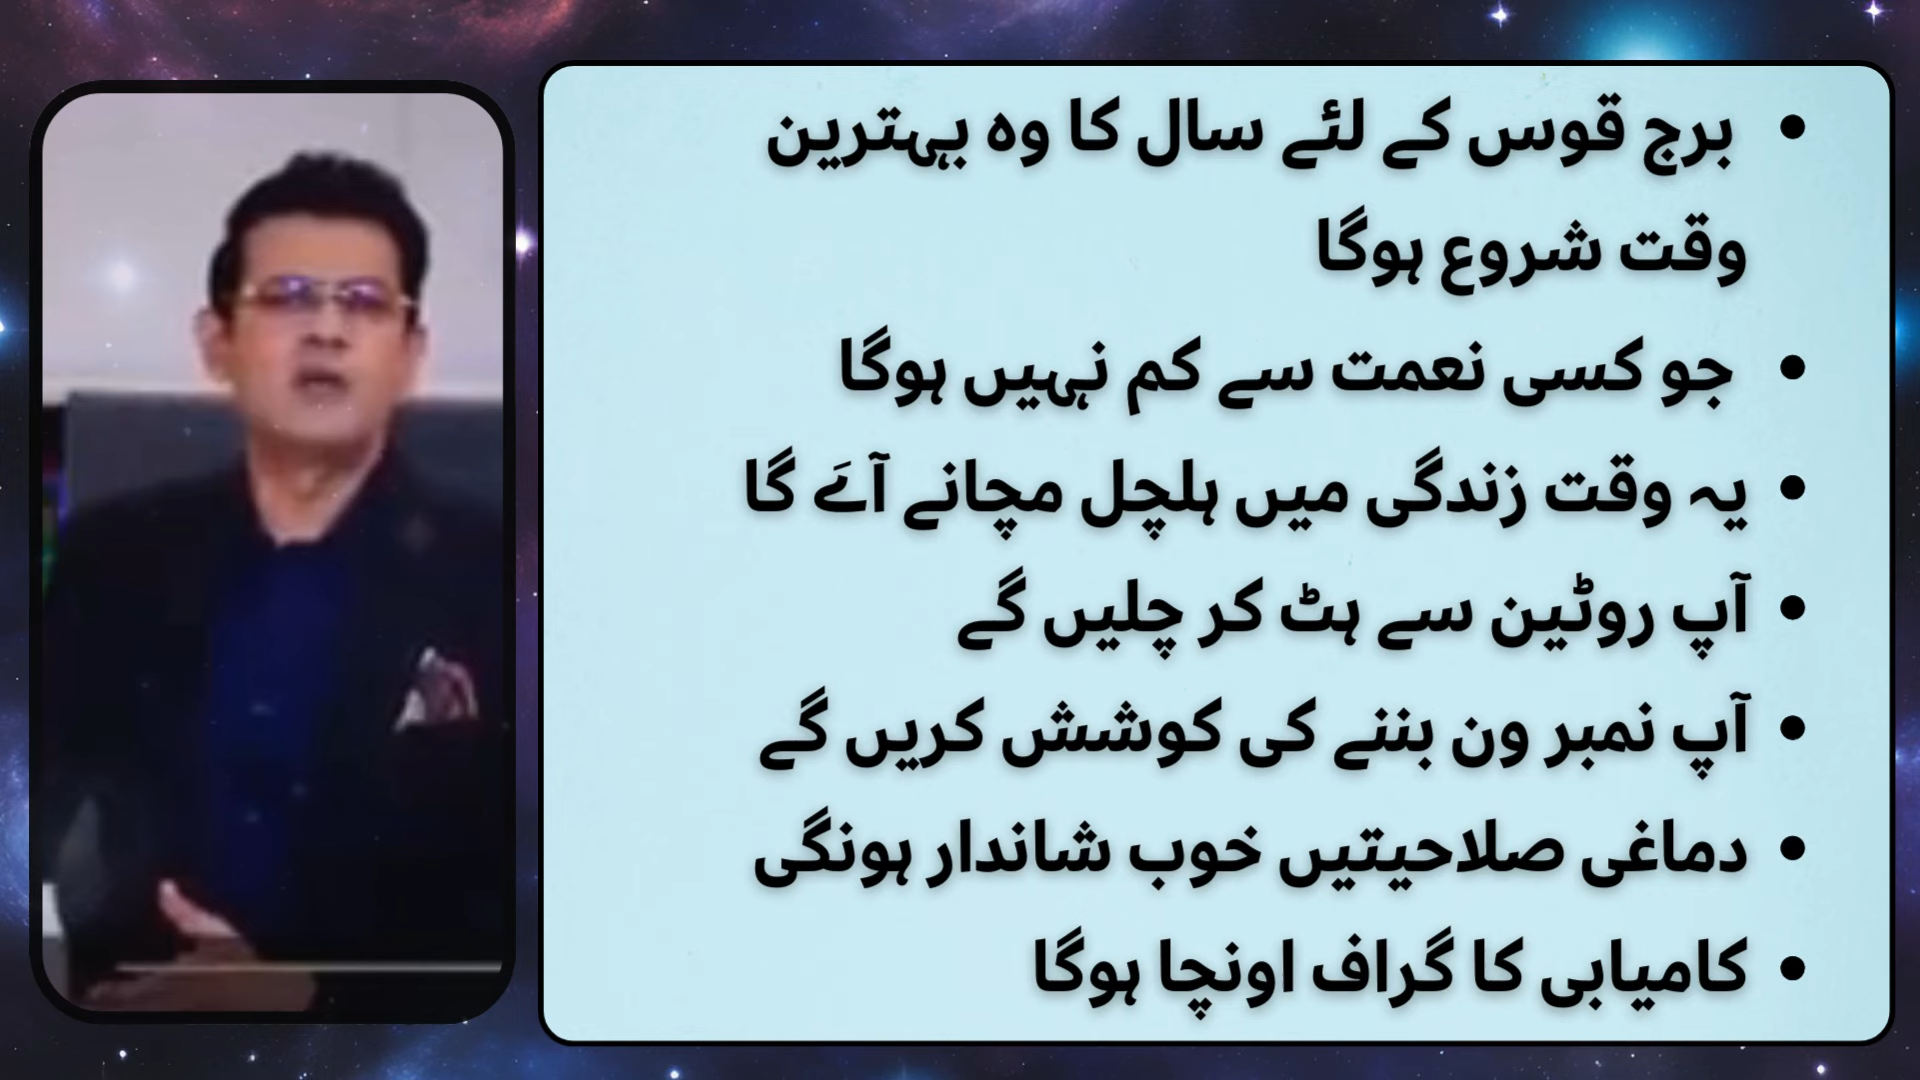 • برج قوس کے لئے سال کا وہ بہترین
وقت شروع ہوگا
• جو کسی نعمت سے کم نہیں ہوگا
• یہ وقت زندگی میں ہلچل مچانے آےَ گا
• آپ روٹین سے ہٹ کر چلیں گے
• آپ نمبر ون بننے کی کوشش کریں گے
• دماغی صلاحیتیں خوب شاندار ہونگی
• کامیابی کا گراف اونچا ہوگا